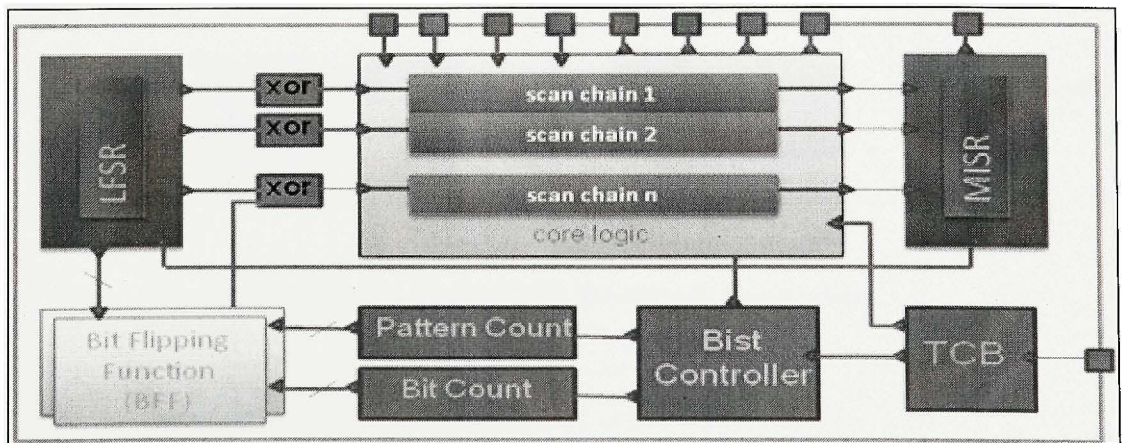 xor
scan chain 1
xor
scan chain 2
LFSR
MISR
xor
scan chain n
core logic
Pattern Count
Bist
Controller
TCB
Bit Flipping
Function
(BFF)
Bit Count